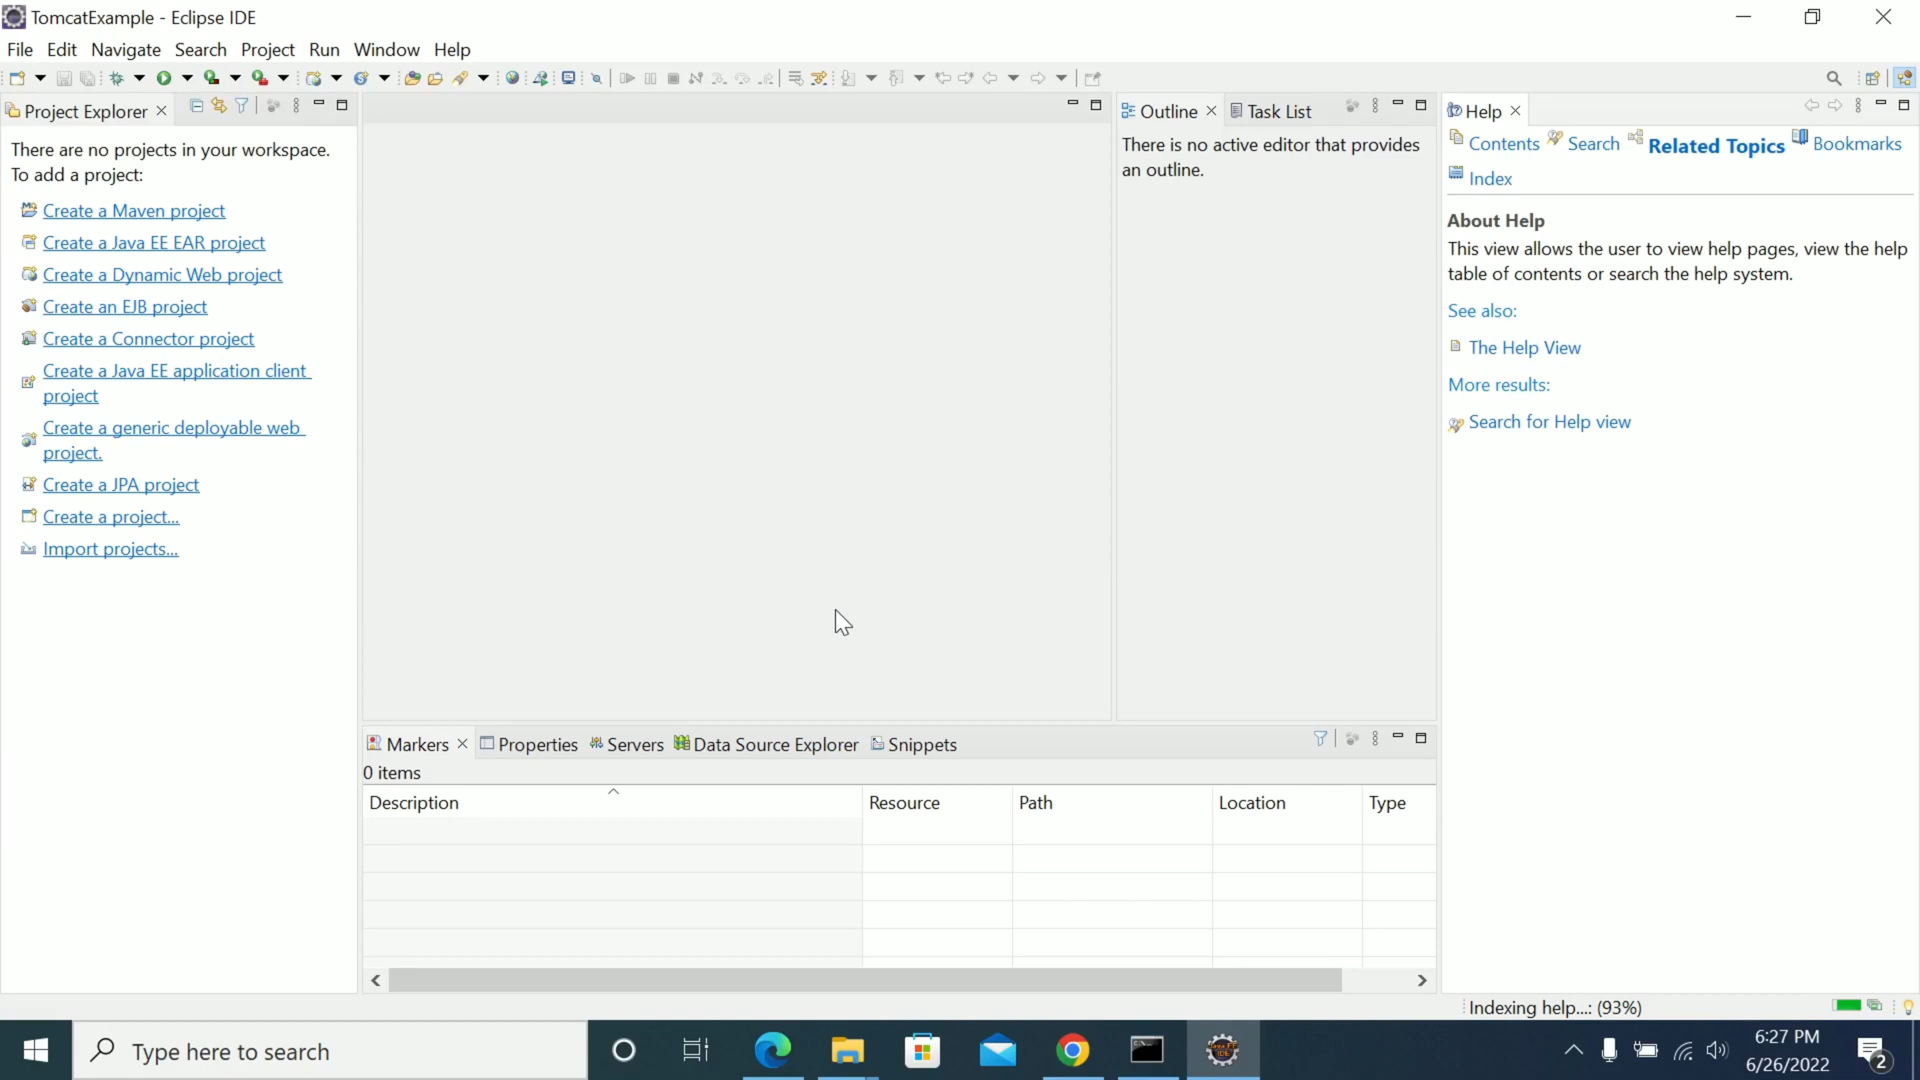 TomcatExample - Eclipse IDE
File Edit Navigate Search Project Run Window Help
Project Explorer
There are no projects in your workspace.
To add a project:
Create a Maven project
Create a Java EE EAR project
Create a Dynamic Web project
Create an EJB project
Create a Connector project
Create a Java EE application client
project
Create a generic deployable web
project.
Create a JPA project
Create a project...
Import projects...
Outline Task List
There is no active editor that provides
an outline.
Help
Contents Search Related Topics Bookmarks
Index
About Help
This view allows the user to view help pages, view the help
table of contents or search the help system.
See also:
The Help View
More results:
Search for Help view
Markers Properties Servers Data Source Explorer Snippets
0 items
Description Resource Path Location Type
Indexing help...: (93%)
Type here to search
6:27 PM
6/26/2022
2